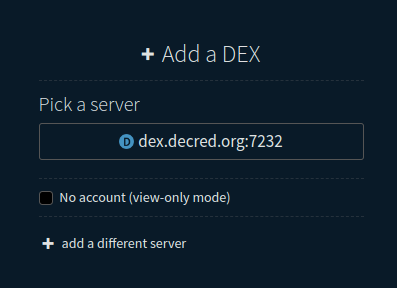 + Add a DEX
Pick a server
D dex.decred.org:7232
No account (view-only mode)
+ add a different server